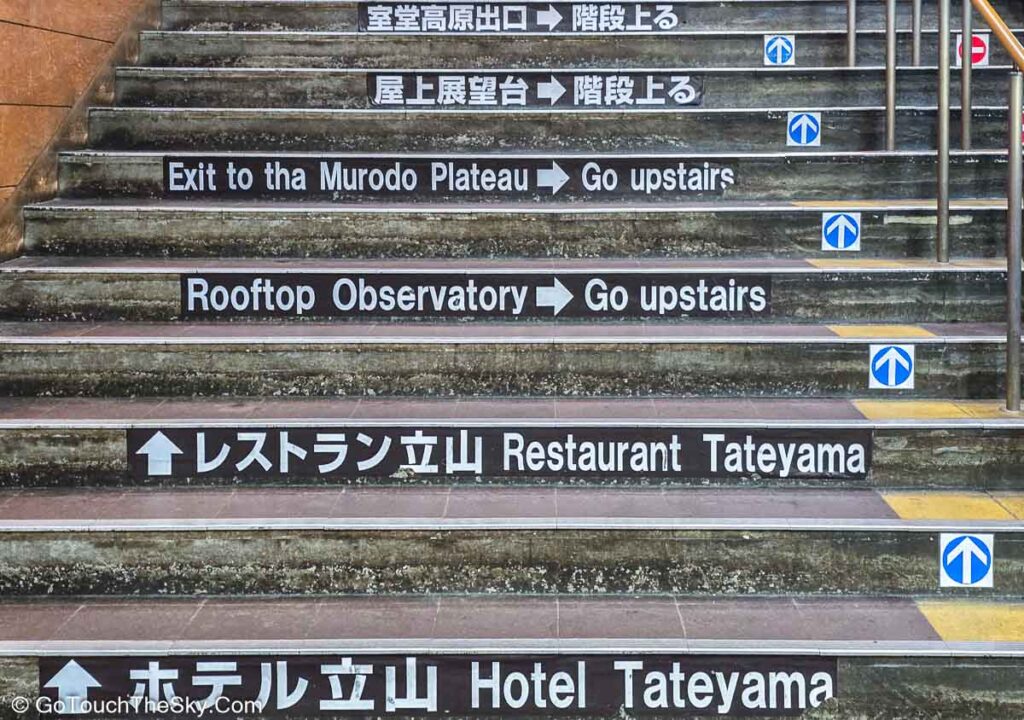 室堂高原出口➡階段上る
屋上展望台➡階段上る
Exit to tha Murodo Plateau➡Go upstairs
Rooftop Observatory➡Go upstairs
⬆レストラン立山 Restaurant Tateyama
⬆ホテル立山 Hotel Tateyama
© GoTouchTheSky.Com